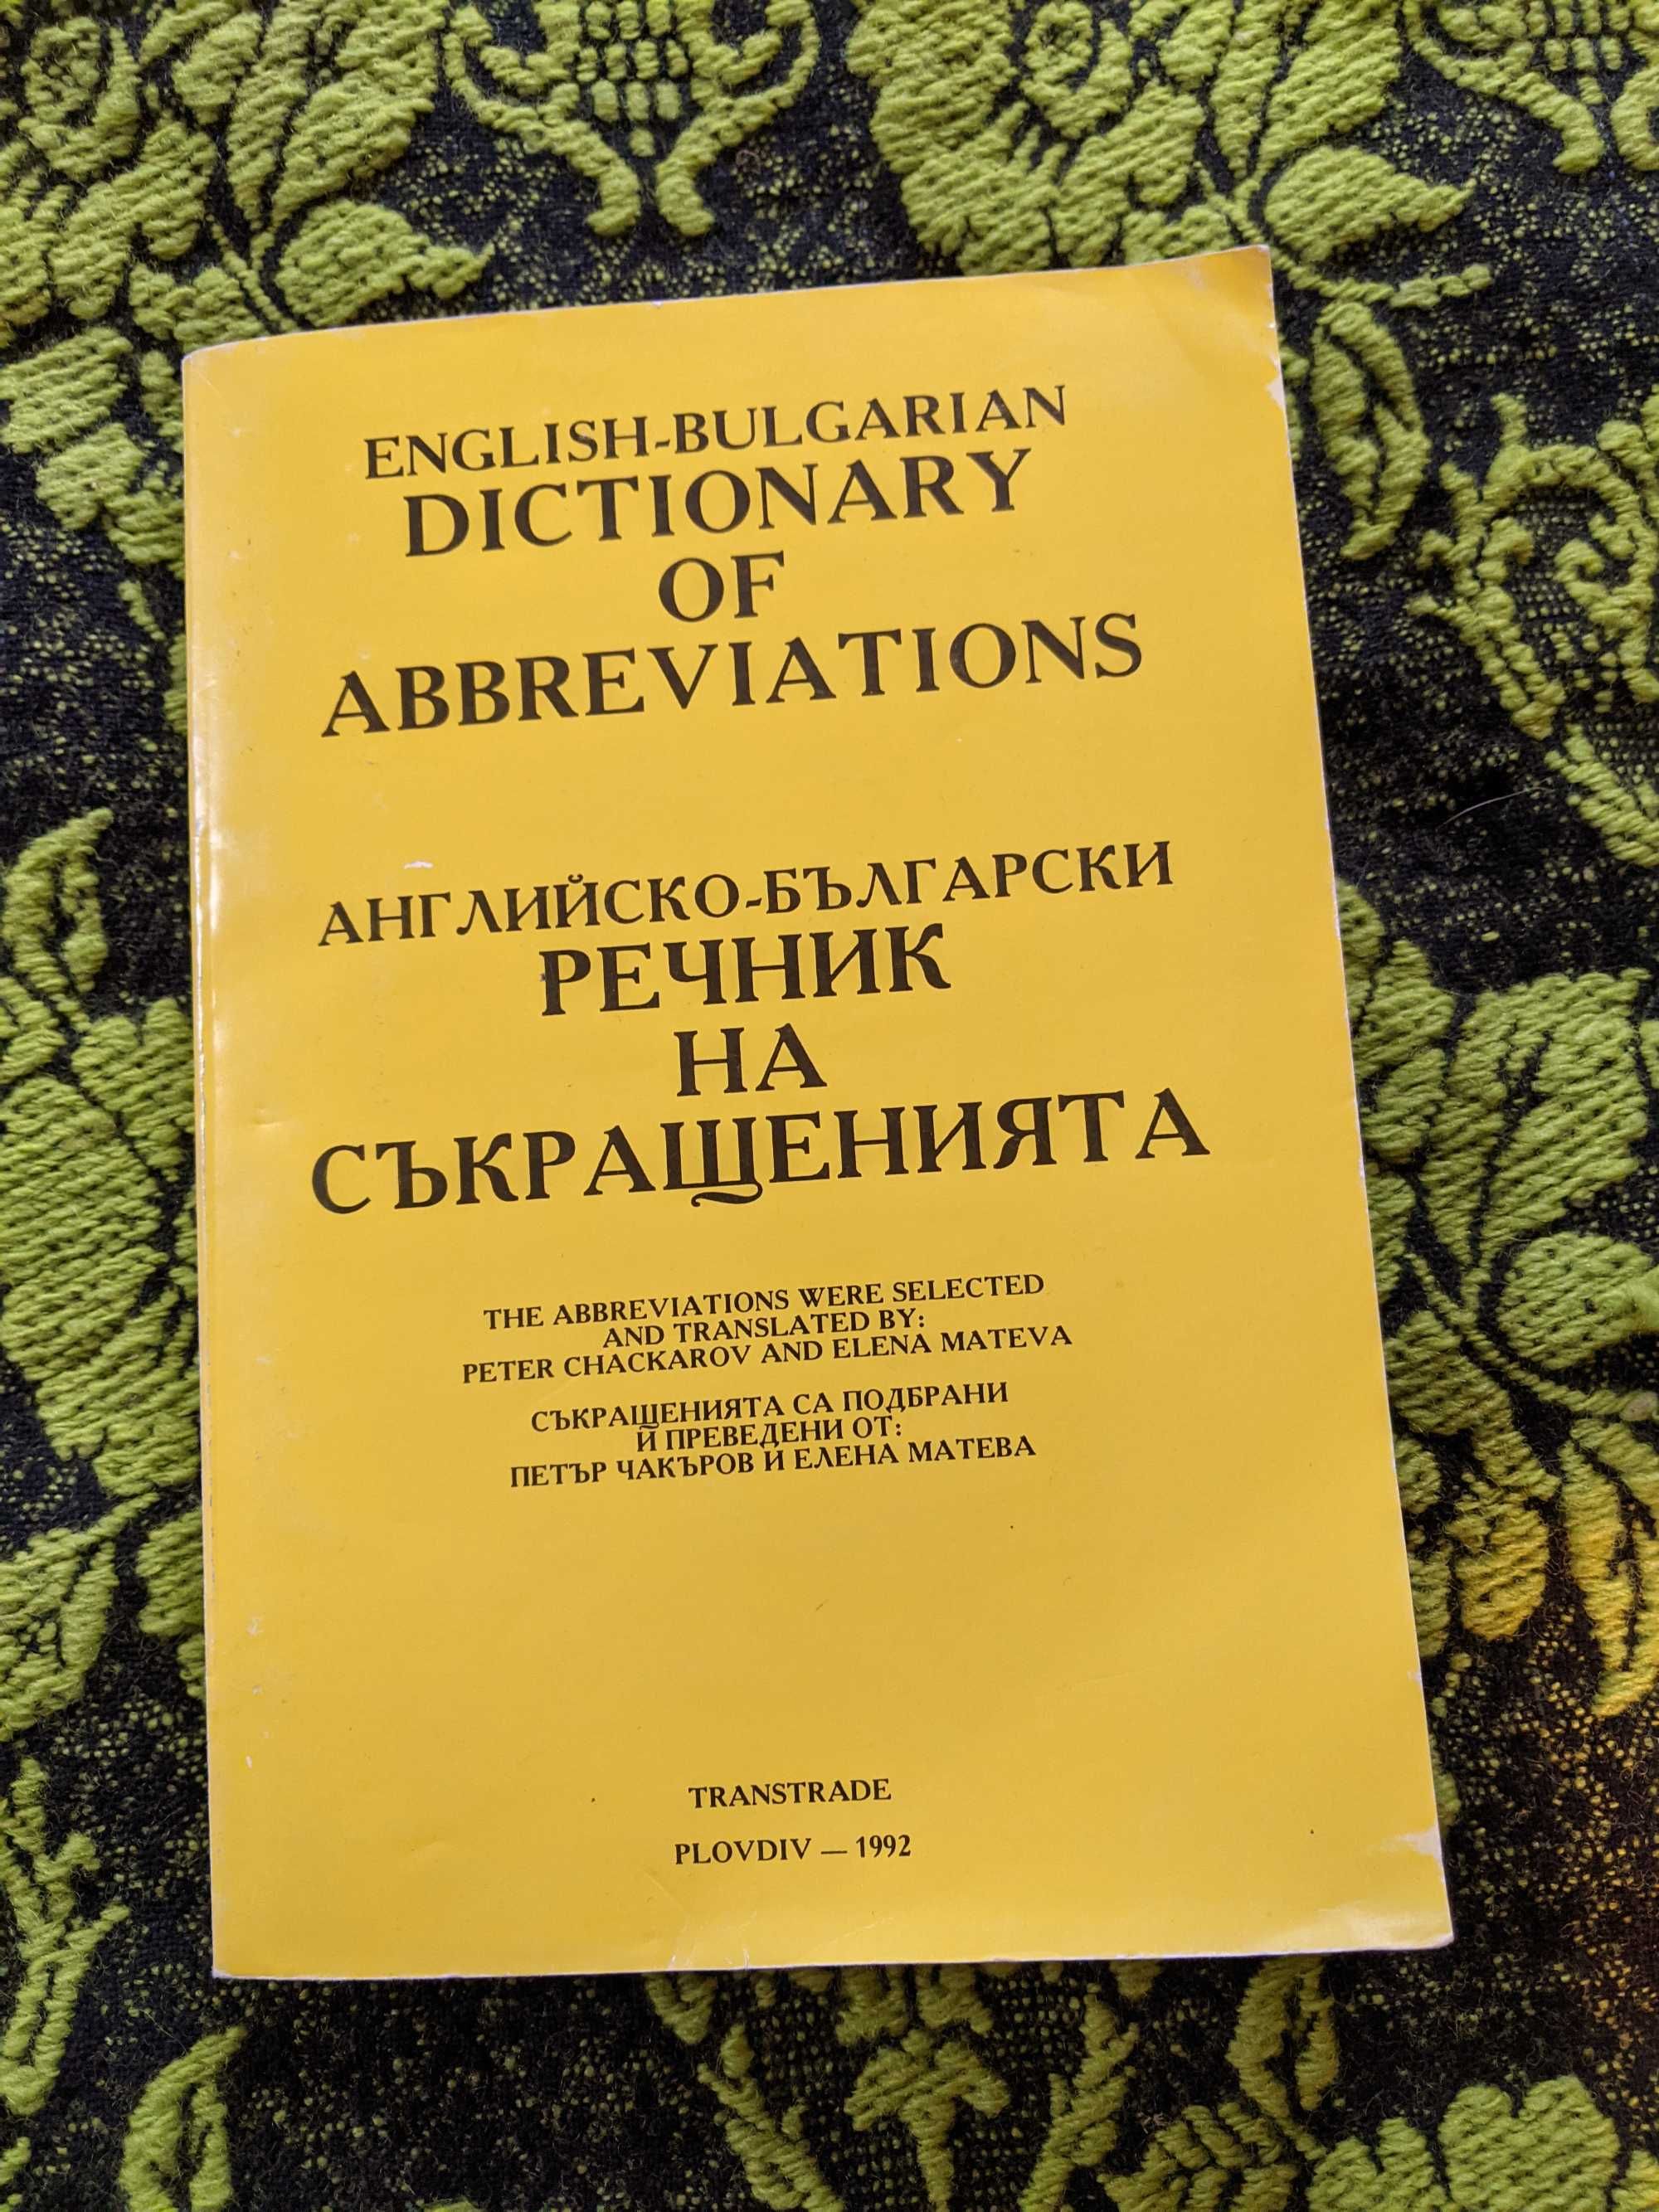 ENGLISH-BULGARIAN
DICTIONARY
OF
ABBREVIATIONS
АНГЛИЙСКО-БЪЛГАРСКИ
РЕЧНИК
НА
СЪКРАЩЕНИЯТА
THE ABBREVIATIONS WERE SELECTED
AND TRANSLATED BY:
PETER CHACKAROV AND ELENA MATEVA
СЪКРАЩЕНИЯТА СА ПОДБРАНИ
И ПРЕВЕДЕНИ ОТ:
ПЕТЪР ЧАКЪРОВ И ЕЛЕНА МАТЕВА
TRANSTRADE
PLOVDIV — 1992